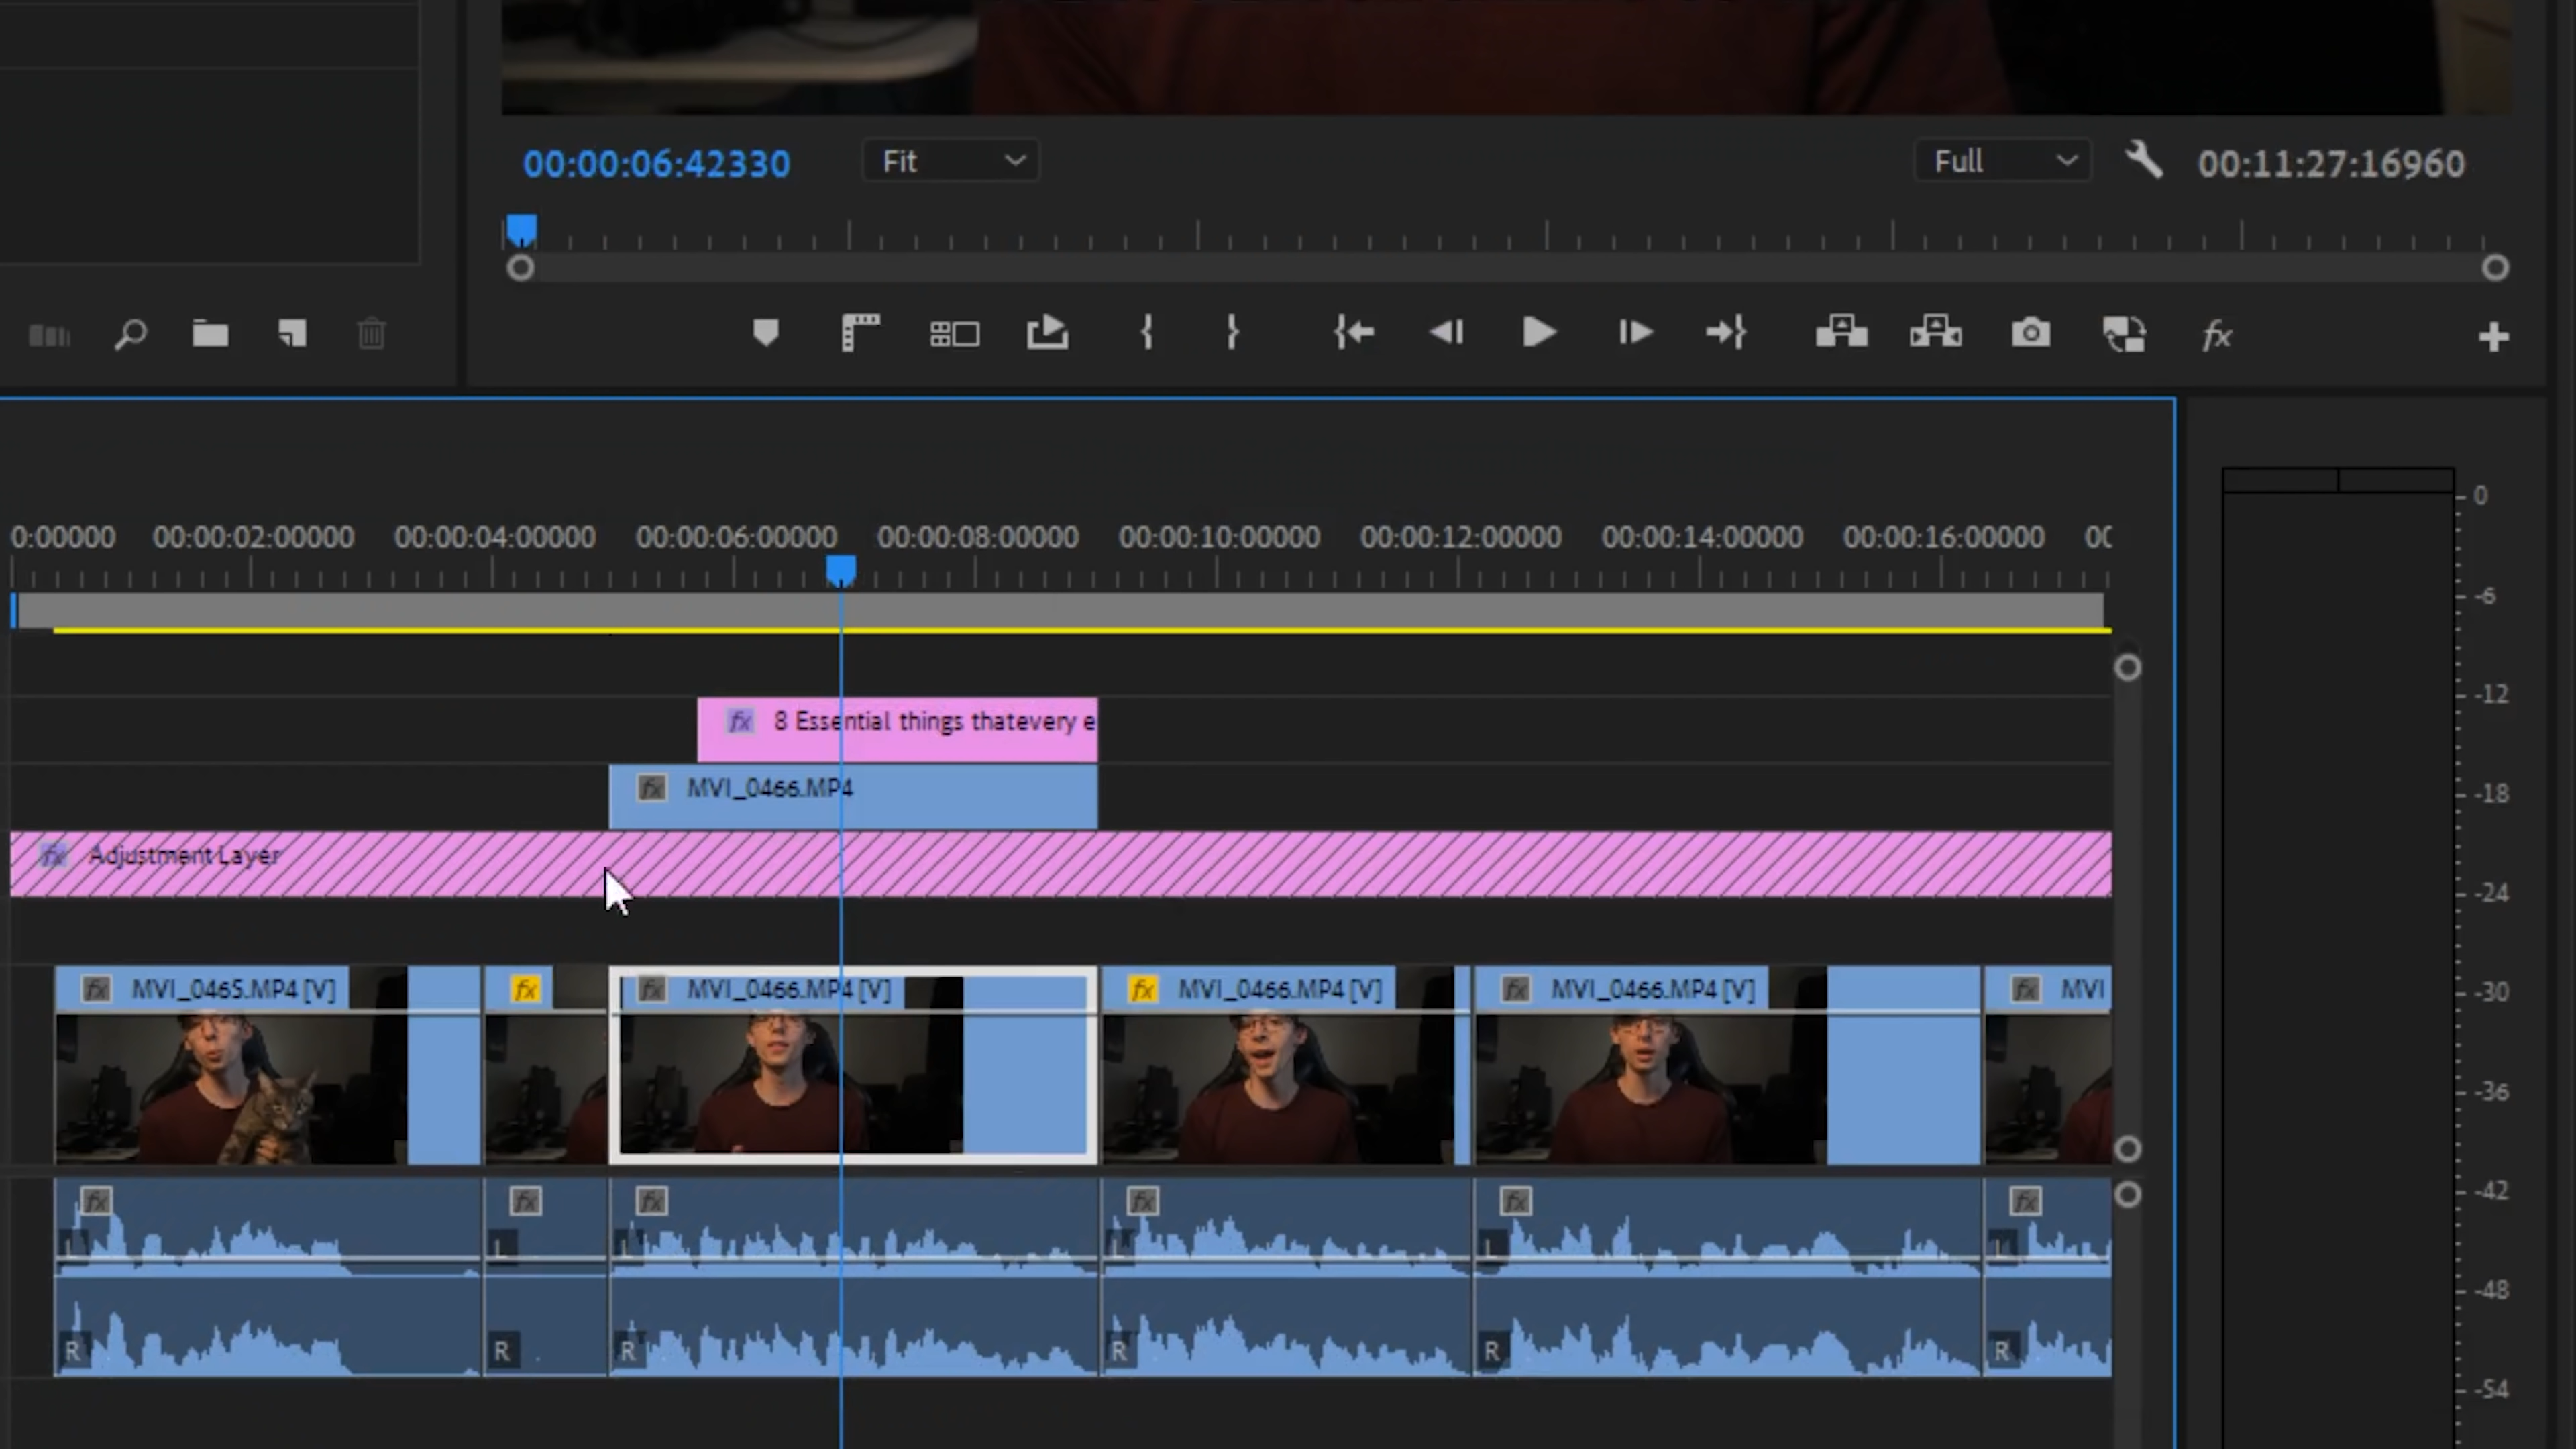 00:00:06:42330 Fit Full 00:11:27:16960
fx
0:00000 00:00:02:00000 00:00:04:00000 00:00:06:00000 00:00:08:00000 00:00:10:00000 00:00:12:00000 00:00:14:00000 00:00:16:00000 00
fx 8 Essential things thatevery e
fx MVI_0466.MP4
fx Adjustment Layer
fx MVI_0465.MP4 [V] fx fx MVI_0466.MP4 [V] fx MVI_0466.MP4 [V] fx MVI_0466.MP4 [V] fx MVI
fx fx fx fx fx fx
L L L L L L
R R R R R R
0
-6
-12
-18
-24
-30
-36
-42
-48
-54